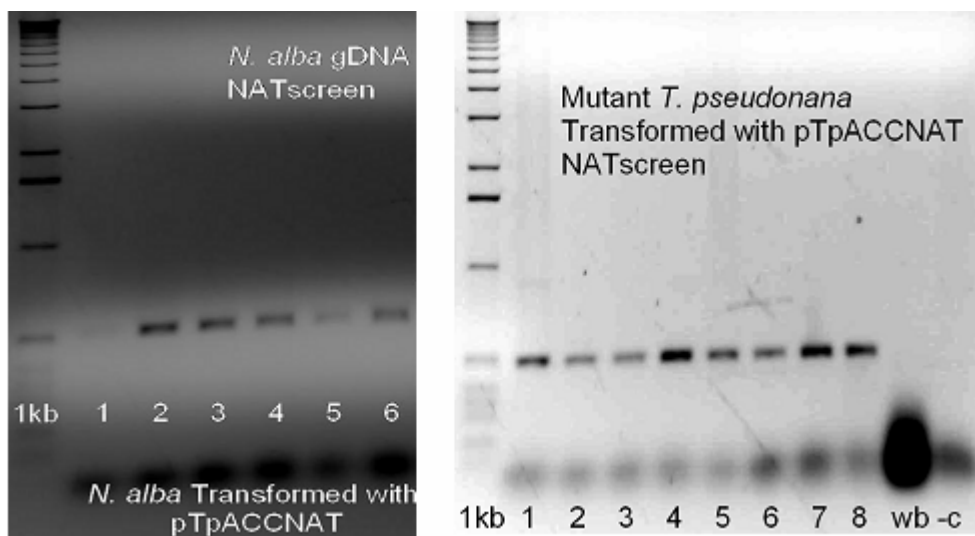 N. alba gDNA
NATscreen
1kb 1 2 3 4 5 6
N. alba Transformed with
pTpACCNAT
Mutant T. pseudonana
Transformed with pTpACCNAT
NATscreen
1kb 1 2 3 4 5 6 7 8 wb -c